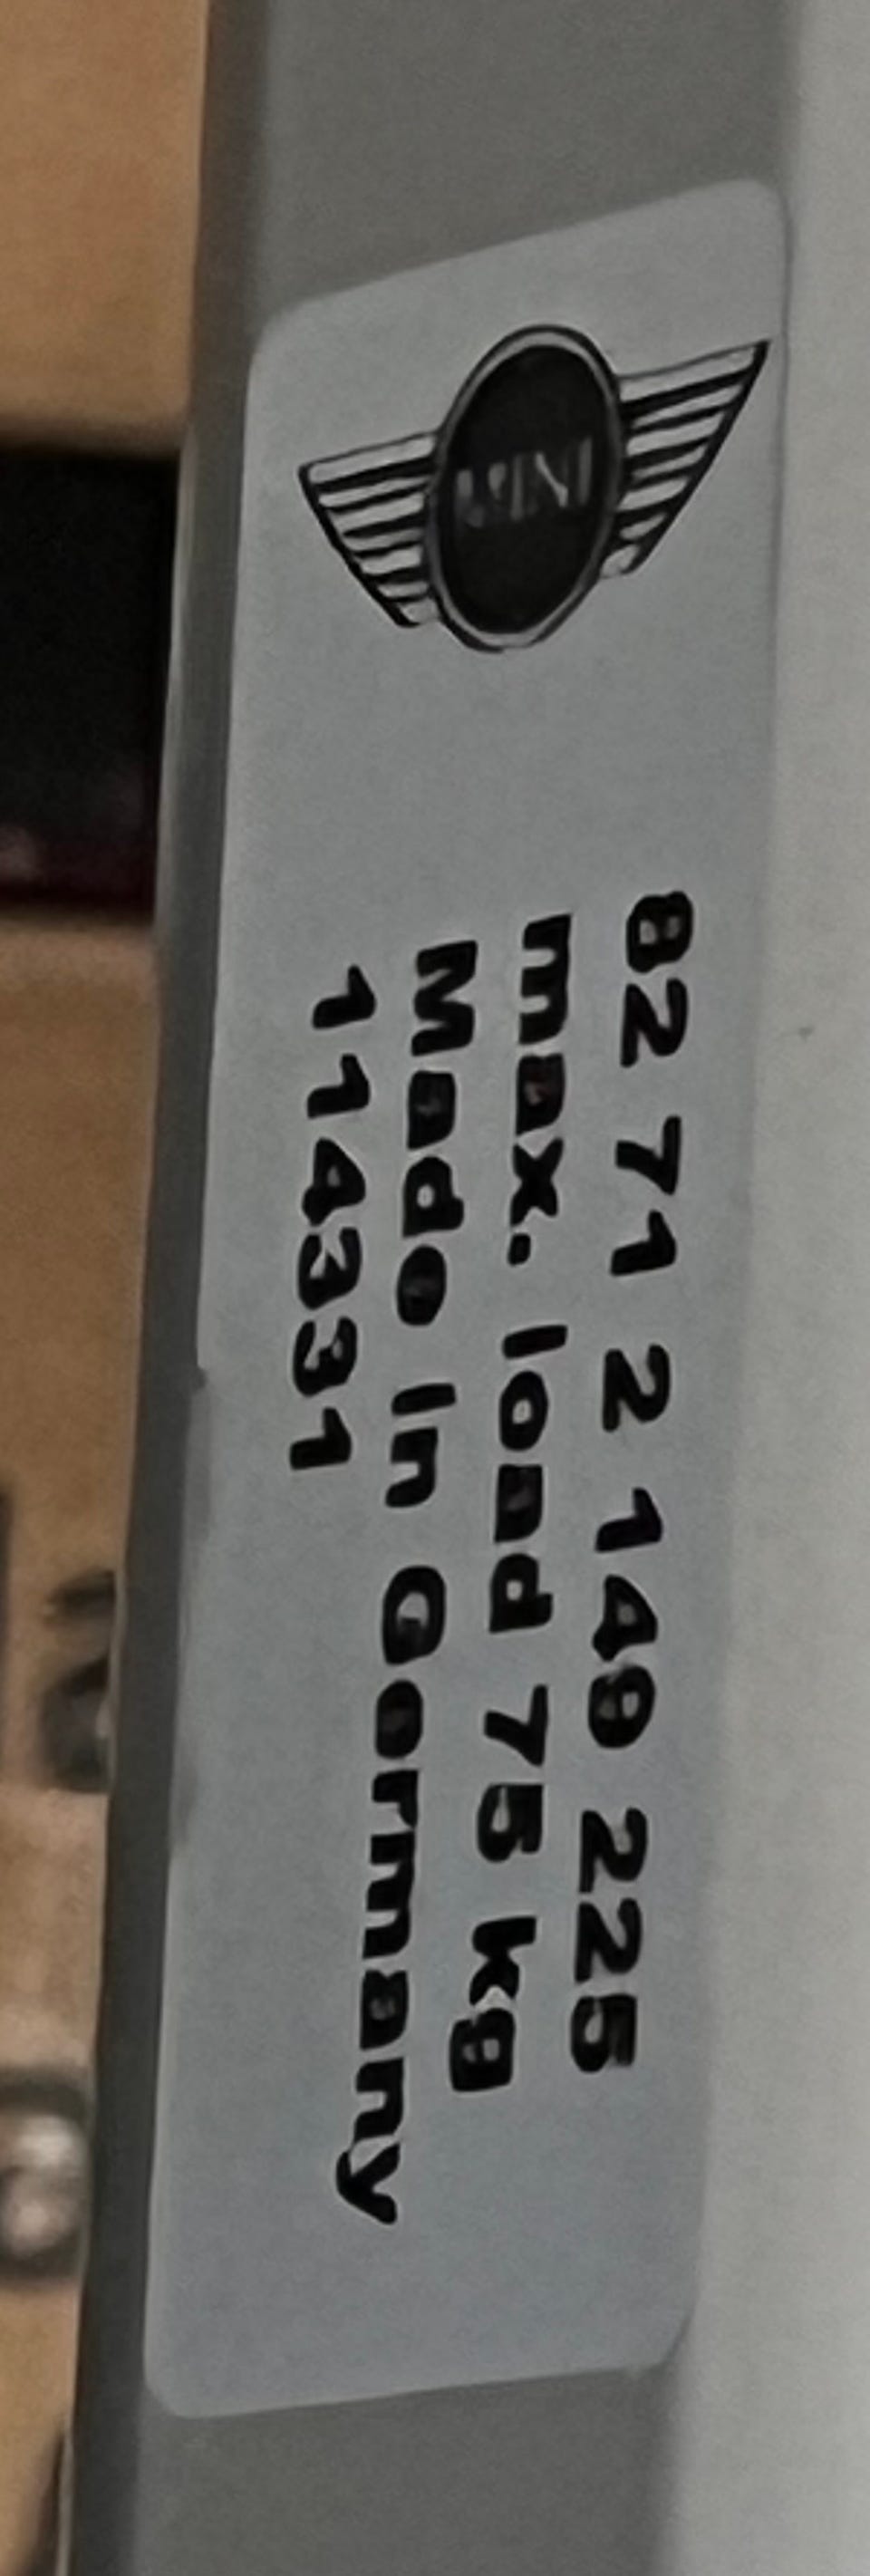 MINI
82 71 2 149 225
max. load 75 kg
Made in Germany
114331